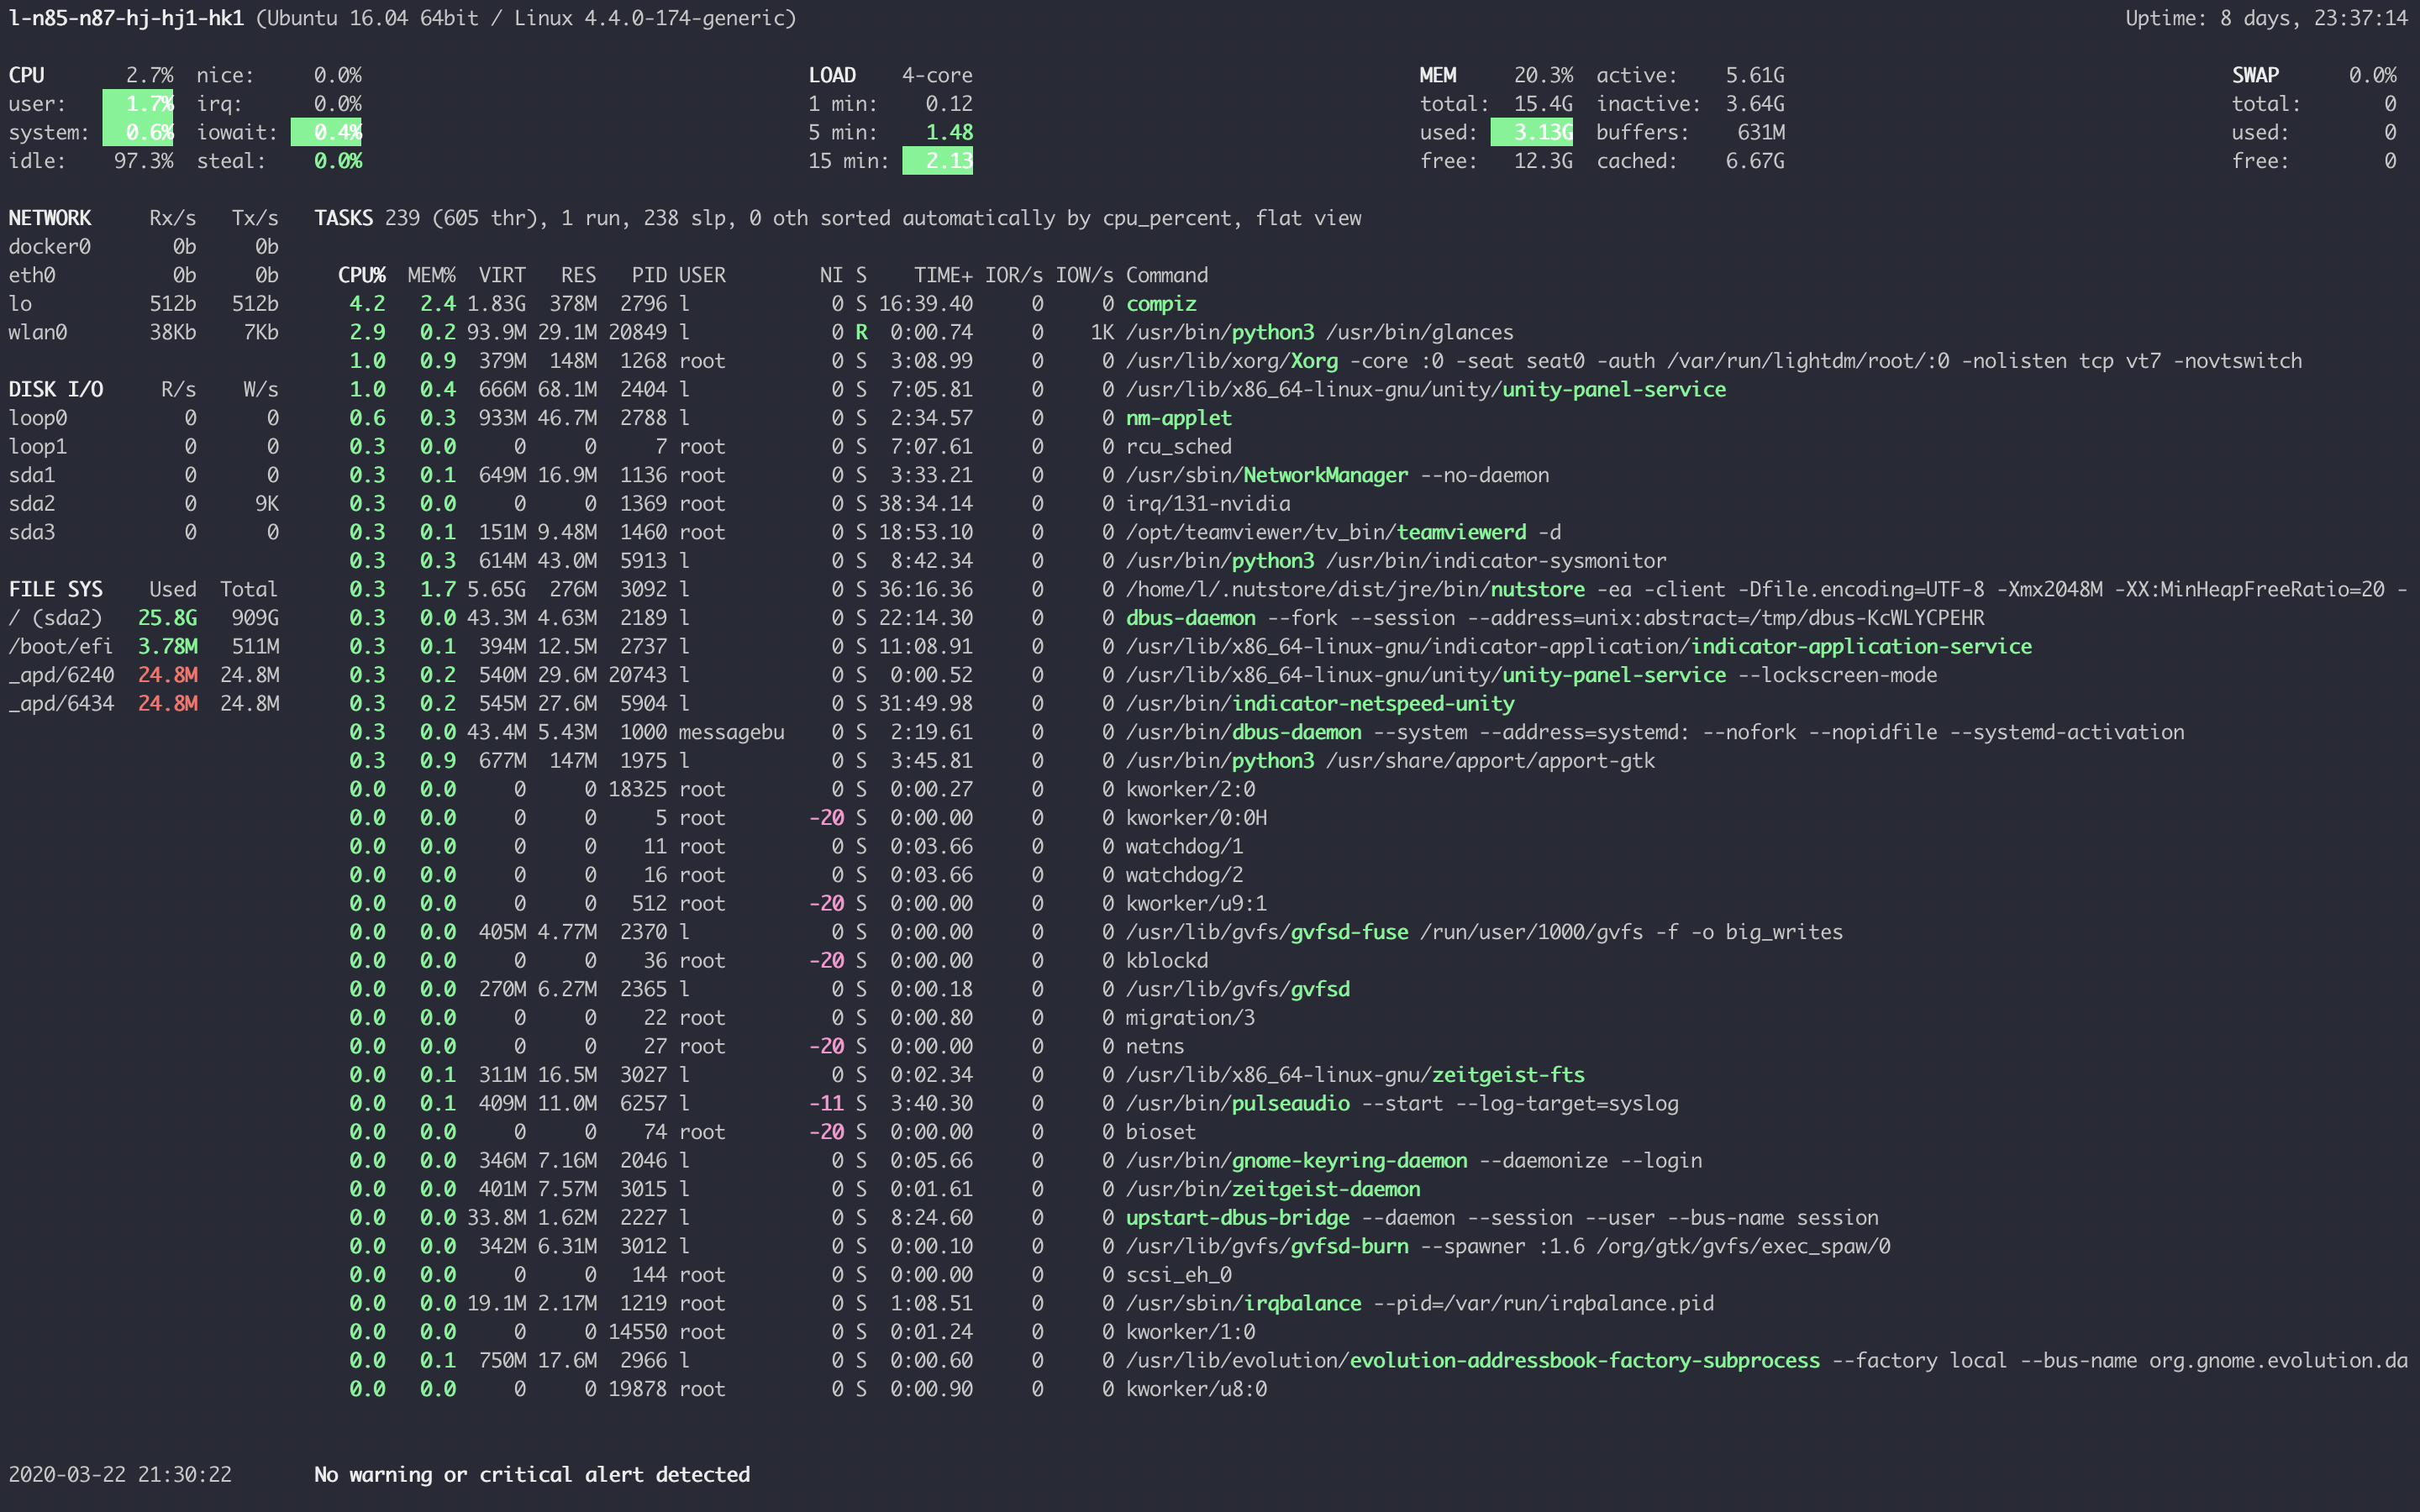 l-n85-n87-hj-hj1-hk1 (Ubuntu 16.04 64bit / Linux 4.4.0-174-generic) Uptime: 8 days, 23:37:14
CPU 2.7% nice: 0.0% LOAD 4-core MEM 20.3% active: 5.61G SWAP 0.0%
user: 1.7% irq: 0.0% 1 min: 0.12 total: 15.4G inactive: 3.64G total: 0
system: 0.6% iowait: 0.4% 5 min: 1.48 used: 3.13G buffers: 631M used: 0
idle: 97.3% steal: 0.0% 15 min: 2.13 free: 12.3G cached: 6.67G free: 0
NETWORK Rx/s Tx/s TASKS 239 (605 thr), 1 run, 238 slp, 0 oth sorted automatically by cpu_percent, flat view
docker0 0b 0b
eth0 0b 0b CPU% MEM% VIRT RES PID USER NI S TIME+ IOR/s IOW/s Command
lo 512b 512b 4.2 2.4 1.83G 378M 2796 l 0 S 16:39.40 0 0 compiz
wlan0 38Kb 7Kb 2.9 0.2 93.9M 29.1M 20849 l 0 R 0:00.74 0 1K /usr/bin/python3 /usr/bin/glances
1.0 0.9 379M 148M 1268 root 0 S 3:08.99 0 0 /usr/lib/xorg/Xorg -core :0 -seat seat0 -auth /var/run/lightdm/root/:0 -nolisten tcp vt7 -novtswitch
DISK I/O R/s W/s 1.0 0.4 666M 68.1M 2404 l 0 S 7:05.81 0 0 /usr/lib/x86_64-linux-gnu/unity/unity-panel-service
loop0 0 0 0.6 0.3 933M 46.7M 2788 l 0 S 2:34.57 0 0 nm-applet
loop1 0 0 0.3 0.0 0 0 7 root 0 S 7:07.61 0 0 rcu_sched
sda1 0 0 0.3 0.1 649M 16.9M 1136 root 0 S 3:33.21 0 0 /usr/sbin/NetworkManager --no-daemon
sda2 0 9K 0.3 0.0 0 0 1369 root 0 S 38:34.14 0 0 irq/131-nvidia
sda3 0 0 0.3 0.1 151M 9.48M 1460 root 0 S 18:53.10 0 0 /opt/teamviewer/tv_bin/teamviewerd -d
0.3 0.3 614M 43.0M 5913 l 0 S 8:42.34 0 0 /usr/bin/python3 /usr/bin/indicator-sysmonitor
FILE SYS Used Total 0.3 1.7 5.65G 276M 3092 l 0 S 36:16.36 0 0 /home/l/.nutstore/dist/jre/bin/nutstore -ea -client -Dfile.encoding=UTF-8 -Xmx2048M -XX:MinHeapFreeRatio=20 -
/ (sda2) 25.8G 909G 0.3 0.0 43.3M 4.63M 2189 l 0 S 22:14.30 0 0 dbus-daemon --fork --session --address=unix:abstract=/tmp/dbus-KcWLYCPEHR
/boot/efi 3.78M 511M 0.3 0.1 394M 12.5M 2737 l 0 S 11:08.91 0 0 /usr/lib/x86_64-linux-gnu/indicator-application/indicator-application-service
_apd/6240 24.8M 24.8M 0.3 0.2 540M 29.6M 20743 l 0 S 0:00.52 0 0 /usr/lib/x86_64-linux-gnu/unity/unity-panel-service --lockscreen-mode
_apd/6434 24.8M 24.8M 0.3 0.2 545M 27.6M 5904 l 0 S 31:49.98 0 0 /usr/bin/indicator-netspeed-unity
0.3 0.0 43.4M 5.43M 1000 messagebu 0 S 2:19.61 0 0 /usr/bin/dbus-daemon --system --address=systemd: --nofork --nopidfile --systemd-activation
0.3 0.9 677M 147M 1975 l 0 S 3:45.81 0 0 /usr/bin/python3 /usr/share/apport/apport-gtk
0.0 0.0 0 0 18325 root 0 S 0:00.27 0 0 kworker/2:0
0.0 0.0 0 0 5 root -20 S 0:00.00 0 0 kworker/0:0H
0.0 0.0 0 0 11 root 0 S 0:03.66 0 0 watchdog/1
0.0 0.0 0 0 16 root 0 S 0:03.66 0 0 watchdog/2
0.0 0.0 0 0 512 root -20 S 0:00.00 0 0 kworker/u9:1
0.0 0.0 405M 4.77M 2370 l 0 S 0:00.00 0 0 /usr/lib/gvfs/gvfsd-fuse /run/user/1000/gvfs -f -o big_writes
0.0 0.0 0 0 36 root -20 S 0:00.00 0 0 kblockd
0.0 0.0 270M 6.27M 2365 l 0 S 0:00.18 0 0 /usr/lib/gvfs/gvfsd
0.0 0.0 0 0 22 root 0 S 0:00.80 0 0 migration/3
0.0 0.0 0 0 27 root -20 S 0:00.00 0 0 netns
0.0 0.1 311M 16.5M 3027 l 0 S 0:02.34 0 0 /usr/lib/x86_64-linux-gnu/zeitgeist-fts
0.0 0.1 409M 11.0M 6257 l -11 S 3:40.30 0 0 /usr/bin/pulseaudio --start --log-target=syslog
0.0 0.0 0 0 74 root -20 S 0:00.00 0 0 bioset
0.0 0.0 346M 7.16M 2046 l 0 S 0:05.66 0 0 /usr/bin/gnome-keyring-daemon --daemonize --login
0.0 0.0 401M 7.57M 3015 l 0 S 0:01.61 0 0 /usr/bin/zeitgeist-daemon
0.0 0.0 33.8M 1.62M 2227 l 0 S 8:24.60 0 0 upstart-dbus-bridge --daemon --session --user --bus-name session
0.0 0.0 342M 6.31M 3012 l 0 S 0:00.10 0 0 /usr/lib/gvfs/gvfsd-burn --spawner :1.6 /org/gtk/gvfs/exec_spaw/0
0.0 0.0 0 0 144 root 0 S 0:00.00 0 0 scsi_eh_0
0.0 0.0 19.1M 2.17M 1219 root 0 S 1:08.51 0 0 /usr/sbin/irqbalance --pid=/var/run/irqbalance.pid
0.0 0.0 0 0 14550 root 0 S 0:01.24 0 0 kworker/1:0
0.0 0.1 750M 17.6M 2966 l 0 S 0:00.60 0 0 /usr/lib/evolution/evolution-addressbook-factory-subprocess --factory local --bus-name org.gnome.evolution.da
0.0 0.0 0 0 19878 root 0 S 0:00.90 0 0 kworker/u8:0
2020-03-22 21:30:22 No warning or critical alert detected